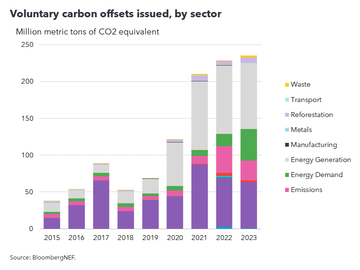 Voluntary carbon offsets issued, by sector
Million metric tons of CO2 equivalent
250
200
150
100
50
0
2015 2016 2017 2018 2019 2020 2021 2022 2023
Waste
Transport
Reforestation
Metals
Manufacturing
Energy Generation
Energy Demand
Emissions
Source: BloombergNEF.